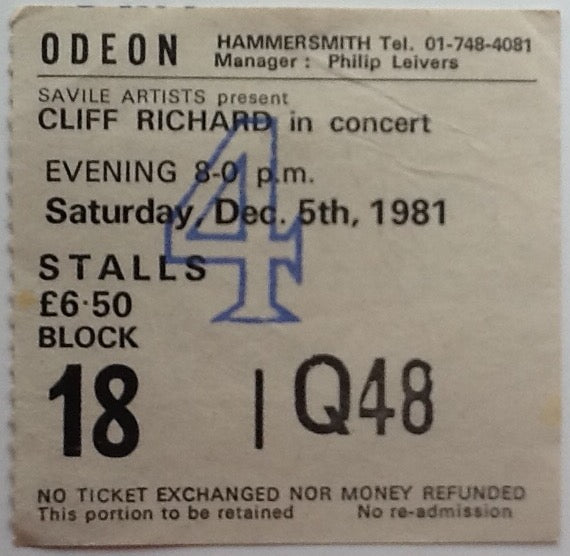 ODEON HAMMERSMITH Tel. 01-748-4081
Manager : Philip Leivers
SAVILE ARTISTS present
CLIFF RICHARD in concert
EVENING 8-0 p.m.
Saturday, Dec. 5th, 1981
4
STALLS
£6·50
BLOCK
18 | Q48
NO TICKET EXCHANGED NOR MONEY REFUNDED
This portion to be retained No re-admission